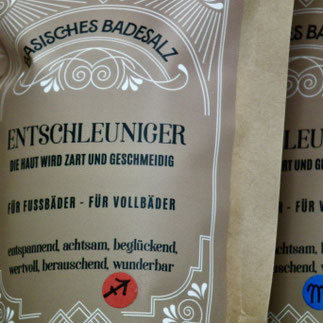 BASISCHES BADESALZ
ENTSCHLEUNIGER
DIE HAUT WIRD ZART UND GESCHMEIDIG
FÜR FUSSBÄDER - FÜR VOLLBÄDER
entspannend, achtsam, beglückend,
wertvoll, berauschend, wunderbar